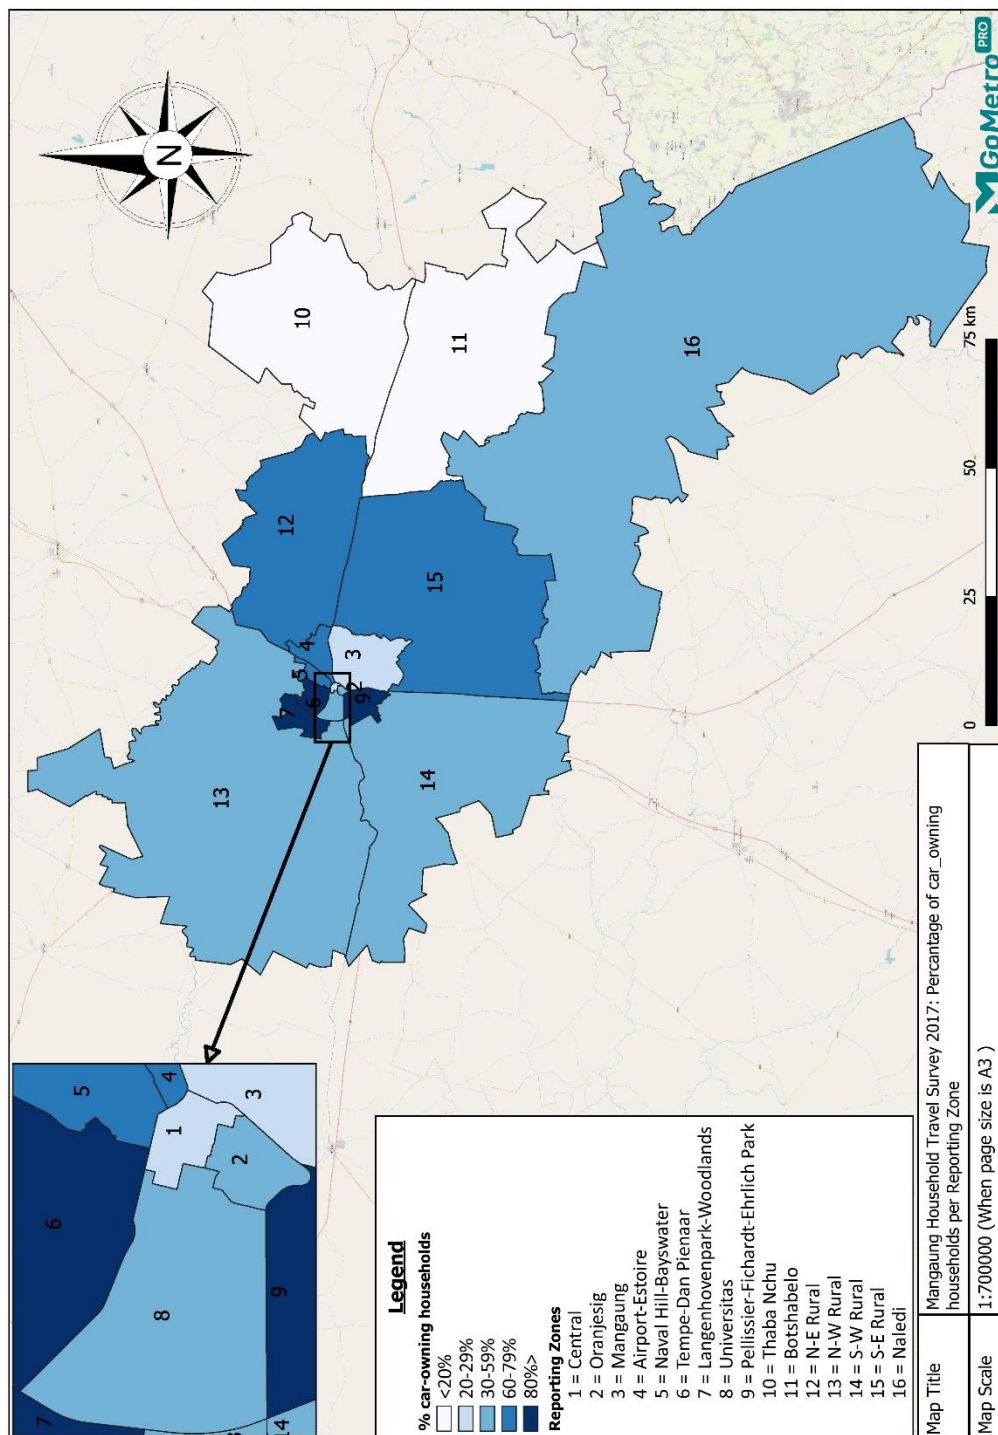 N
10
11
12
13
14
15
16
3
4
5
6
7
92
7
6
5
4
1
2
3
8
9
14
Legend
% car-owning households
<20%
20-29%
30-59%
60-79%
80%>
Reporting Zones
1 = Central
2 = Oranjesig
3 = Mangaung
4 = Airport-Estoire
5 = Naval Hill-Bayswater
6 = Tempe-Dan Pienaar
7 = Langenhovenpark-Woodlands
8 = Universitas
9 = Pellissier-Fichardt-Ehrlich Park
10 = Thaba Nchu
11 = Botshabelo
12 = N-E Rural
13 = N-W Rural
14 = S-W Rural
15 = S-E Rural
16 = Naledi
0 25 50 75 km
GoMetro PRO
Map Title Mangaung Household Travel Survey 2017: Percantage of car_owning
households per Reporting Zone
Map Scale 1:700000 (When page size is A3 )